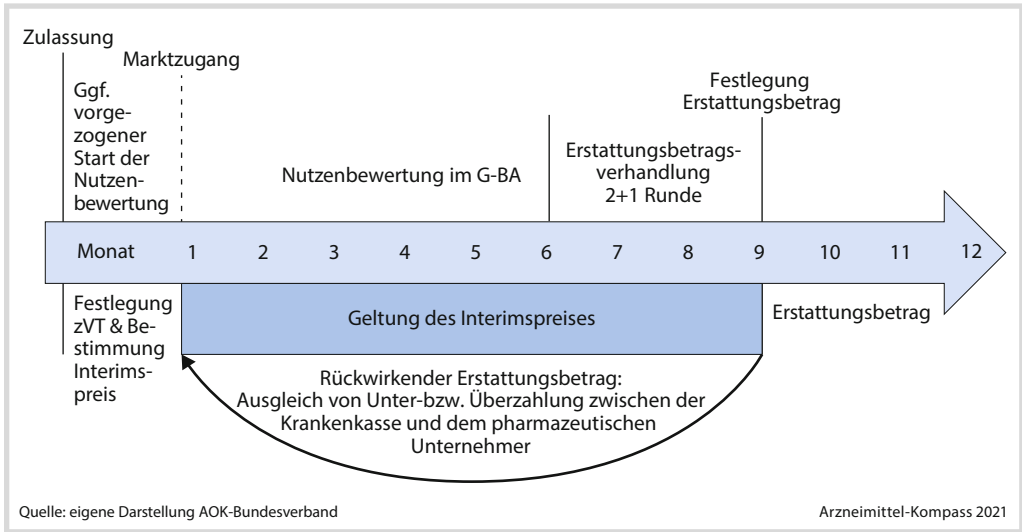 Zulassung
Marktzugang
Ggf.
vorge-
zogener
Start der
Nutzen-
bewertung
Nutzenbewertung im G-BA
Erstattungsbetrags-
verhandlung
2+1 Runde
Festlegung
Erstattungsbetrag
Monat 1 2 3 4 5 6 7 8 9 10 11 12
Festlegung
zVT & Be-
stimmung
Interims-
preis
Geltung des Interimspreises
Erstattungsbetrag
Rückwirkender Erstattungsbetrag:
Ausgleich von Unter-bzw. Überzahlung zwischen der
Krankenkasse und dem pharmazeutischen
Unternehmer
Quelle: eigene Darstellung AOK-Bundesverband
Arzneimittel-Kompass 2021